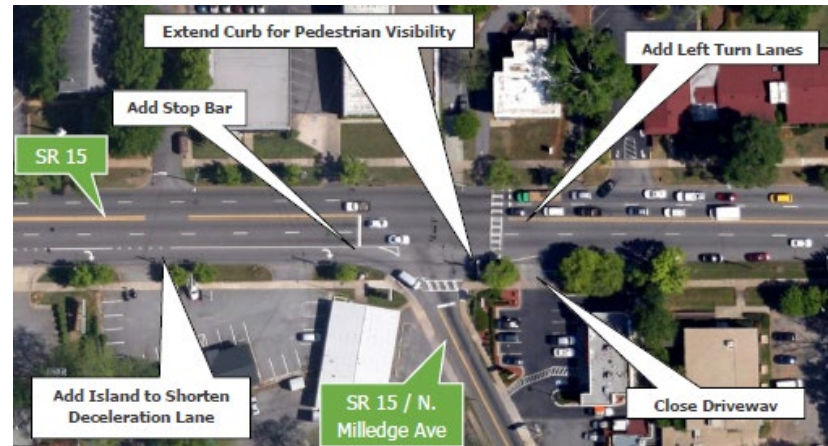 Extend Curb for Pedestrian Visibility
Add Left Turn Lanes
Add Stop Bar
SR 15
Add Island to Shorten
Deceleration Lane
SR 15 / N.
Milledge Ave
Close Driveway